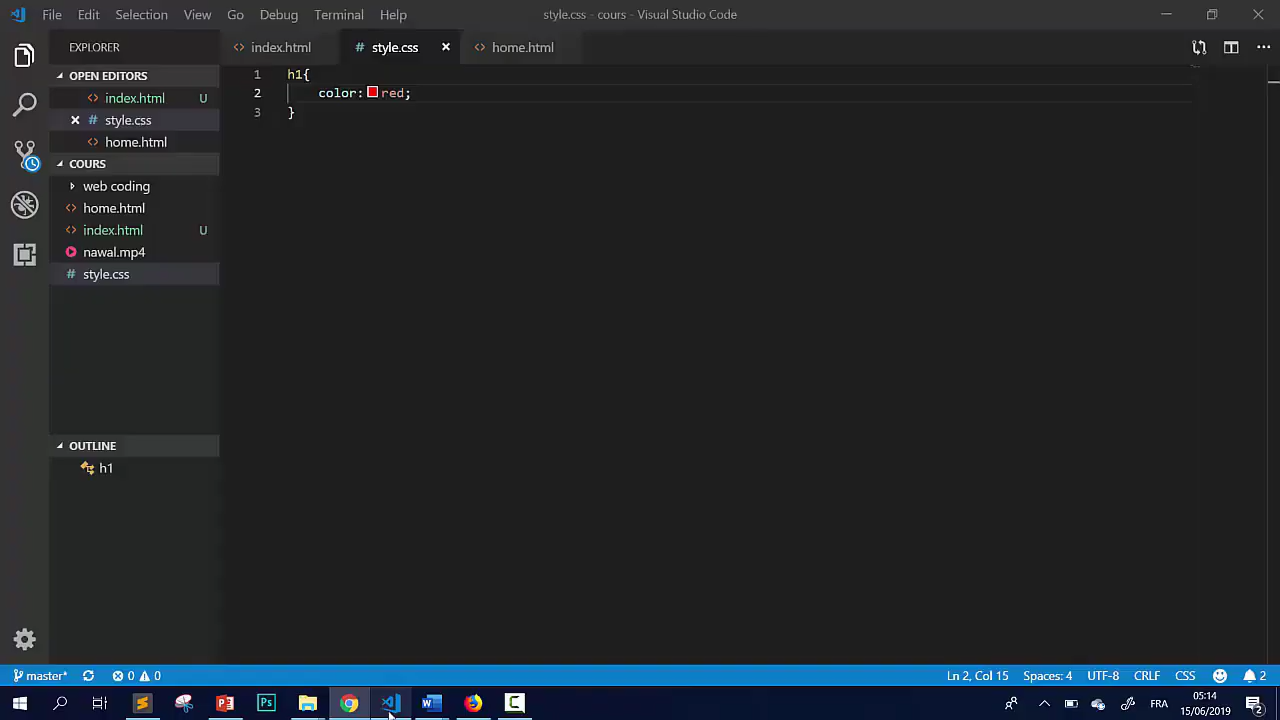 File Edit Selection View Go Debug Terminal Help
style.css - cours - Visual Studio Code
EXPLORER
index.html
style.css
home.html
OPEN EDITORS
index.html U
style.css
home.html
COURS
web coding
home.html
index.html U
nawal.mp4
style.css
OUTLINE
h1
1 h1{
2 color: red;
3 }
master* 0 0
Ln 2, Col 15 Spaces: 4 UTF-8 CRLF CSS 2
FRA
05:14
15/06/2019
2